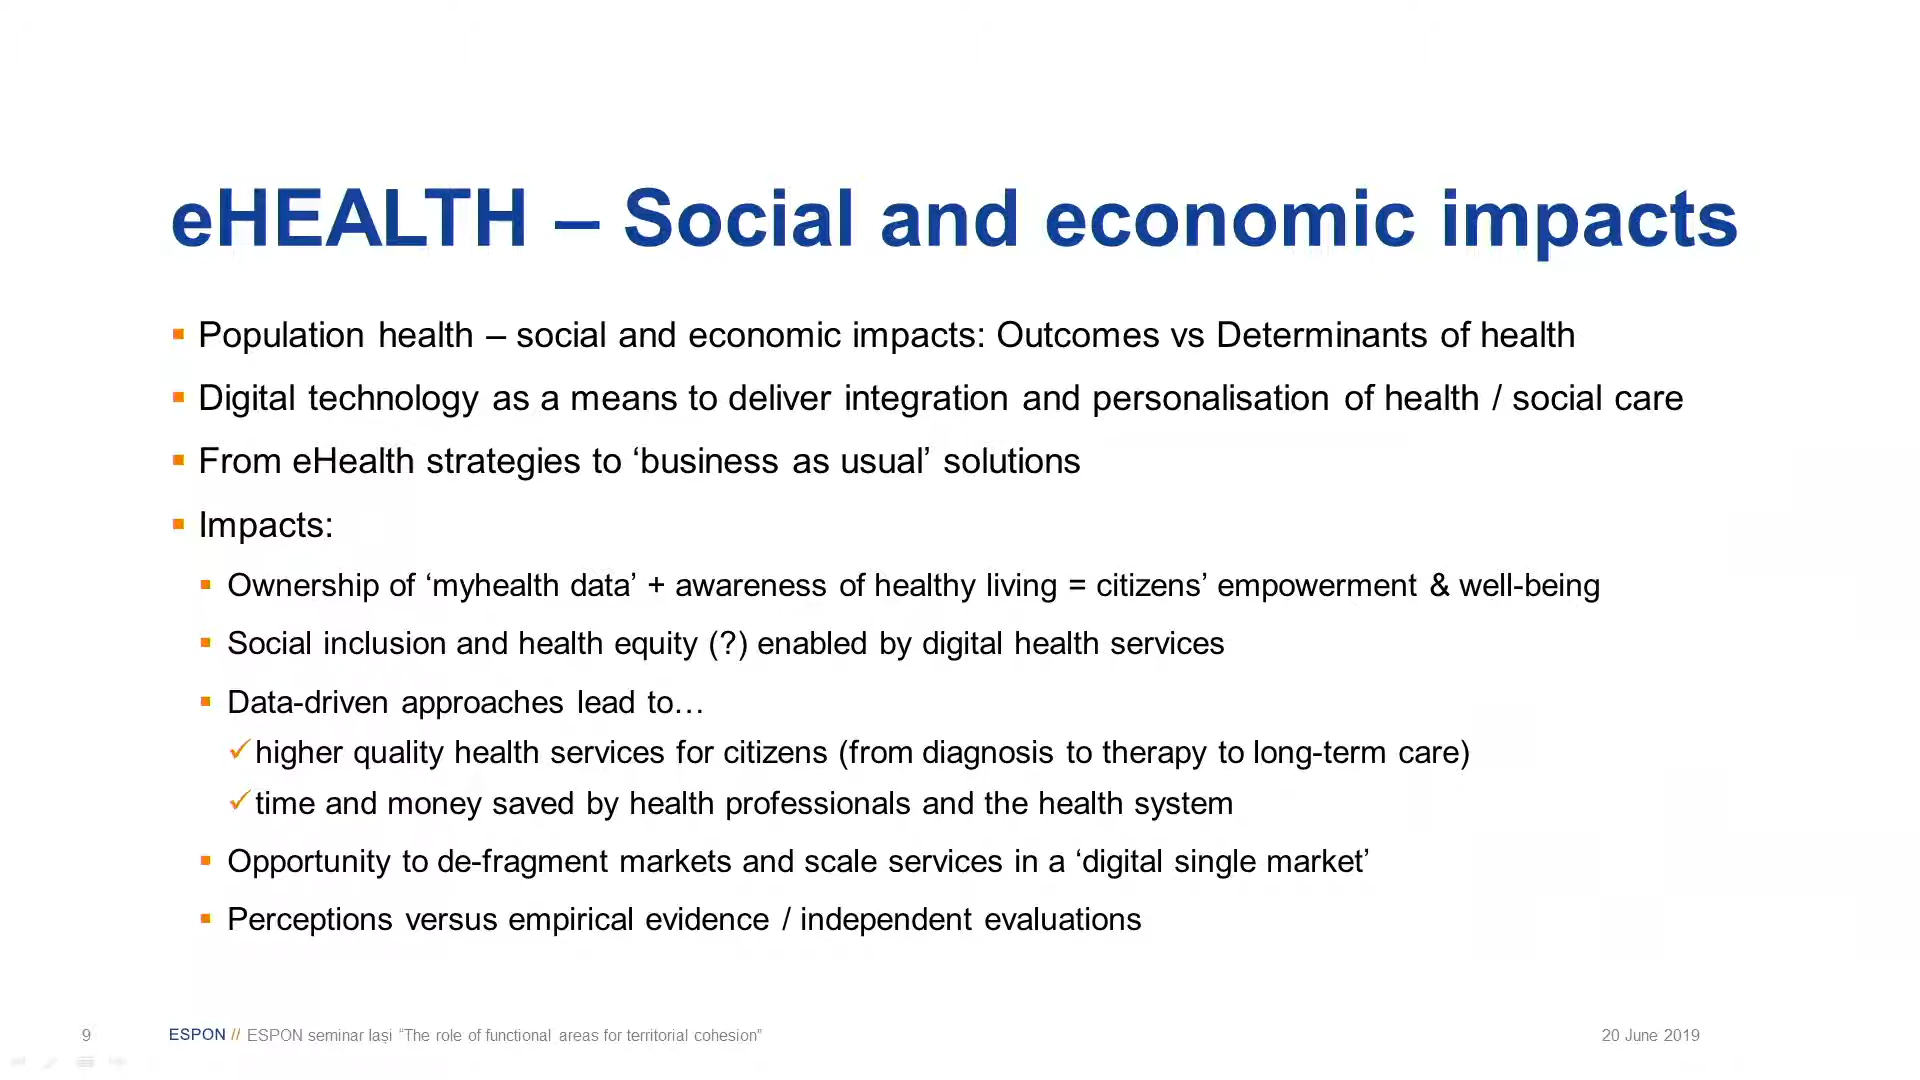 eHEALTH – Social and economic impacts
Population health – social and economic impacts: Outcomes vs Determinants of health
Digital technology as a means to deliver integration and personalisation of health / social care
From eHealth strategies to ‘business as usual’ solutions
Impacts:
Ownership of ‘myhealth data’ + awareness of healthy living = citizens’ empowerment & well-being
Social inclusion and health equity (?) enabled by digital health services
Data-driven approaches lead to…
higher quality health services for citizens (from diagnosis to therapy to long-term care)
time and money saved by health professionals and the health system
Opportunity to de-fragment markets and scale services in a ‘digital single market’
Perceptions versus empirical evidence / independent evaluations
9 ESPON // ESPON seminar Iași “The role of functional areas for territorial cohesion” 20 June 2019